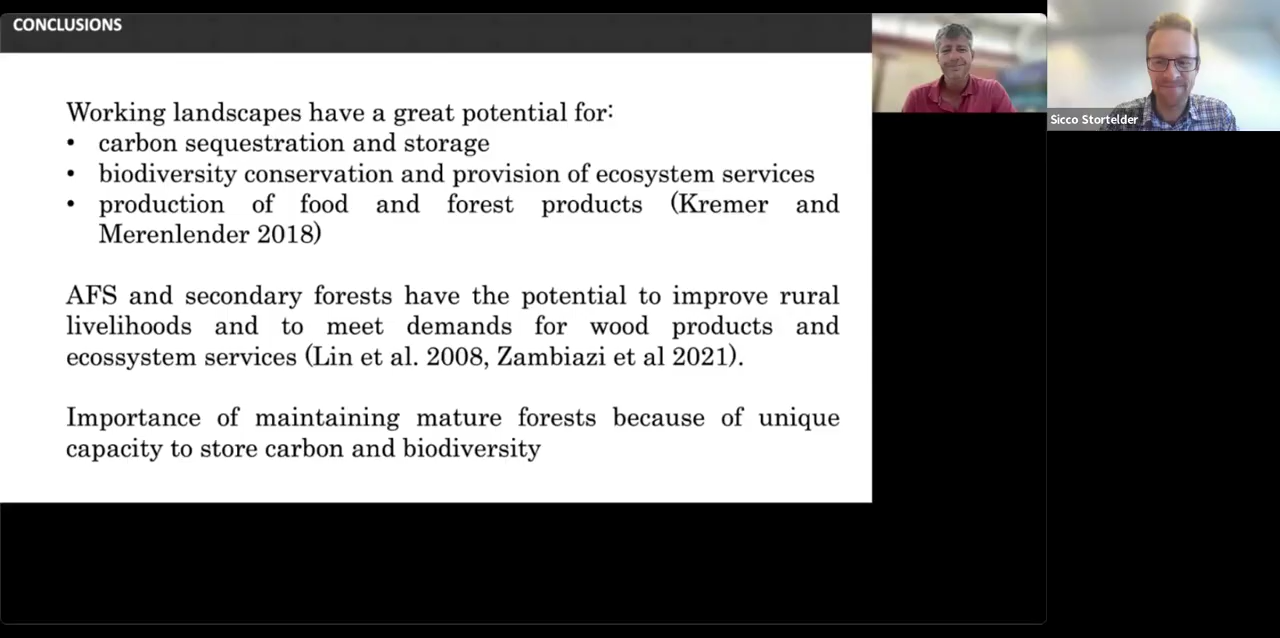 CONCLUSIONS
Working landscapes have a great potential for:
• carbon sequestration and storage
• biodiversity conservation and provision of ecosystem services
• production of food and forest products (Kremer and
Merenlender 2018)
AFS and secondary forests have the potential to improve rural
livelihoods and to meet demands for wood products and
ecossystem services (Lin et al. 2008, Zambiazi et al 2021).
Importance of maintaining mature forests because of unique
capacity to store carbon and biodiversity
Sicco Stortelder